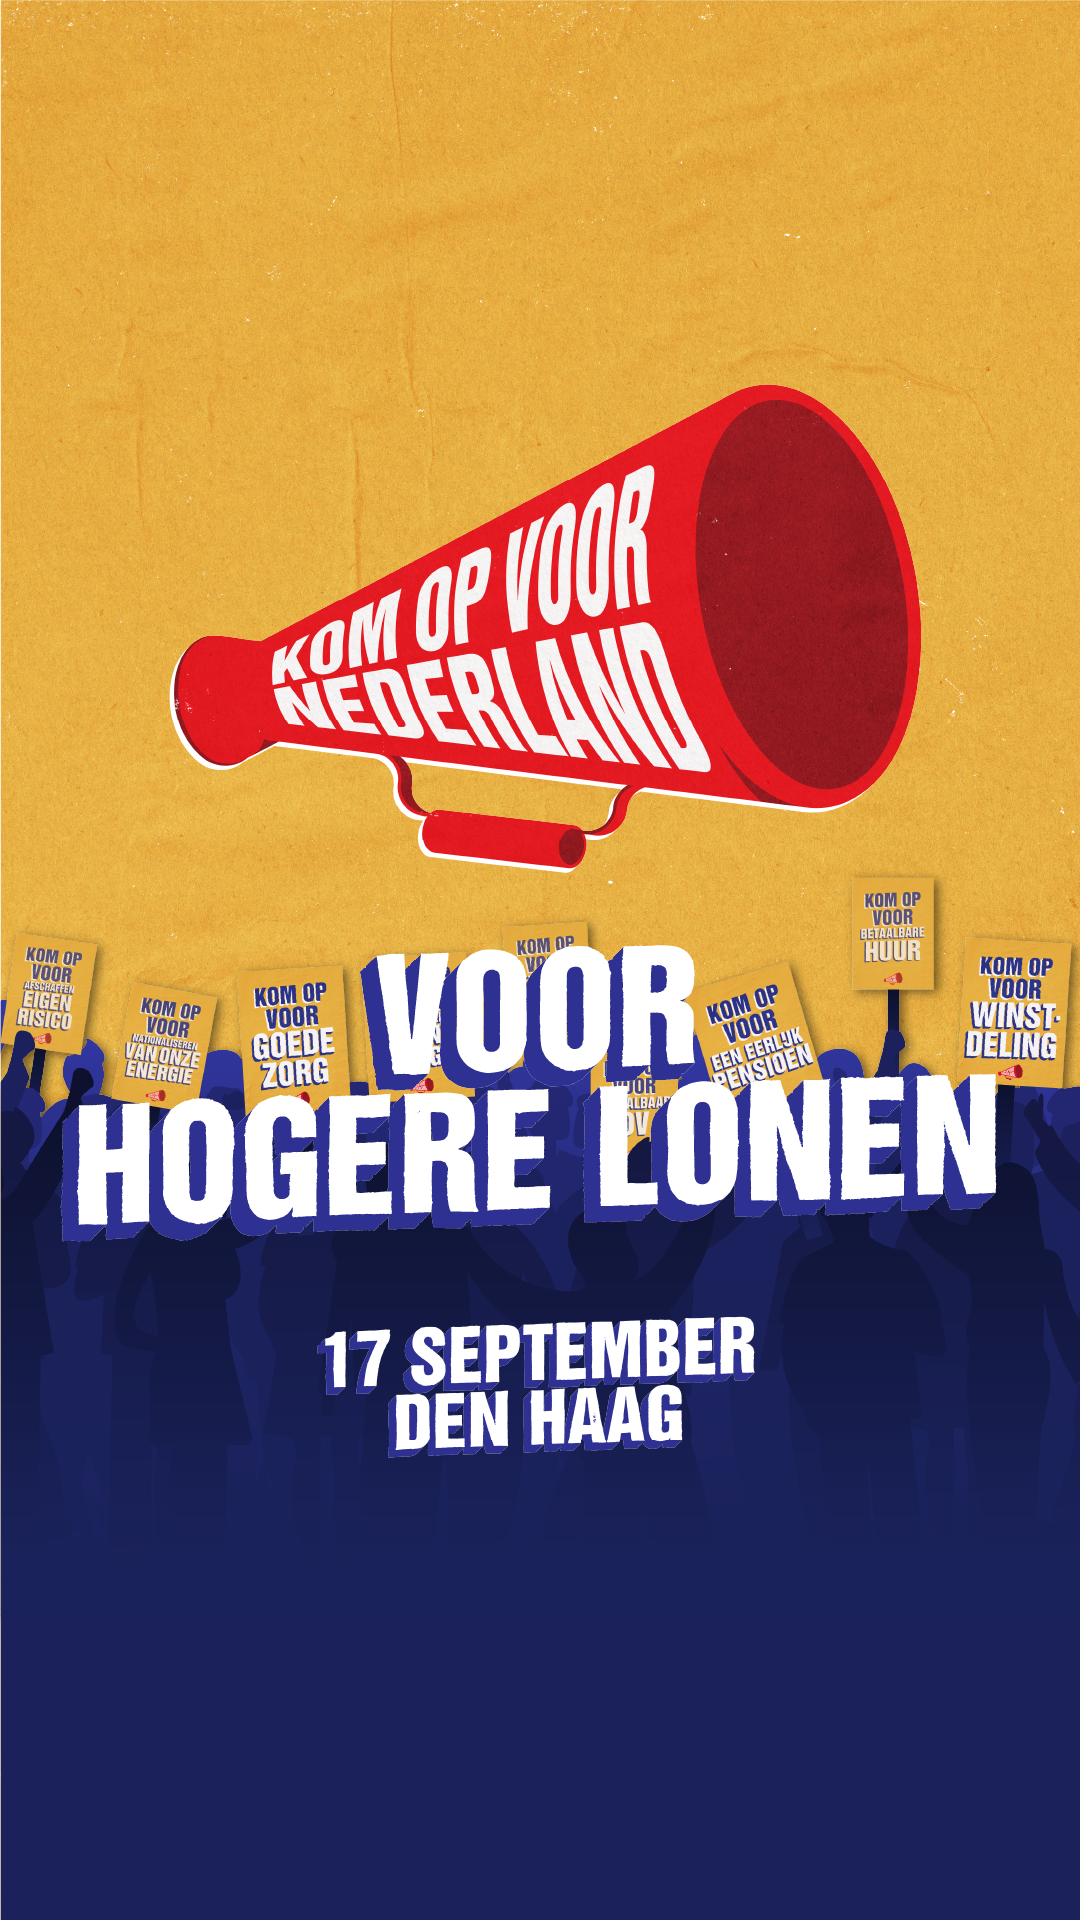 KOM OP VOOR
NEDERLAND
KOM OP
VOOR
AFSCHAFFEN
EIGEN
RISICO
KOM OP
VOOR
NATIONALISEREN
VAN ONZE
ENERGIE
KOM OP
VOOR
GOEDE
ZORG
KOM OP
KOM OP
VOOR
EEN EERLIJK
PENSIOEN
KOM OP
VOOR
BETAALBARE
HUUR
KOM OP
VOOR
WINST-
DELING
VOOR
HOGERE LONEN
17 SEPTEMBER
DEN HAAG